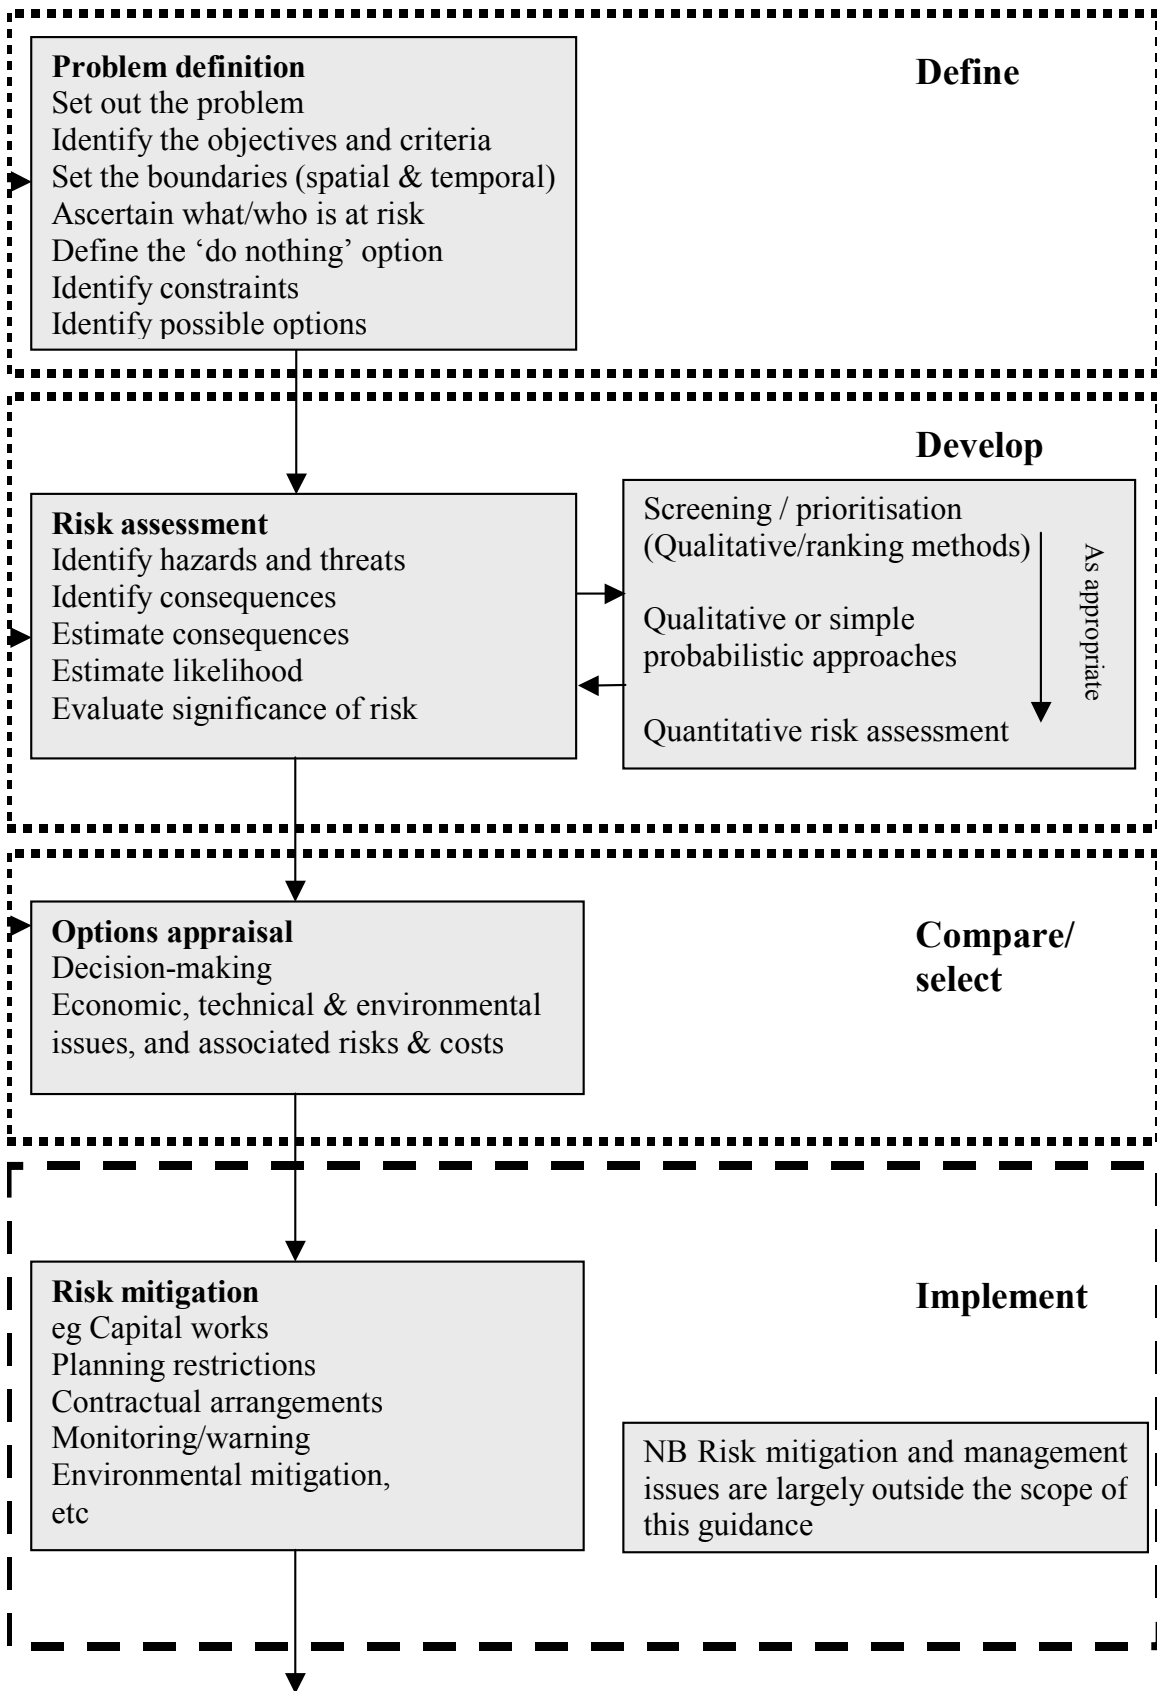 Define
Problem definition
Set out the problem
Identify the objectives and criteria
Set the boundaries (spatial & temporal)
Ascertain what/who is at risk
Define the ‘do nothing’ option
Identify constraints
Identify possible options
Develop
Risk assessment
Identify hazards and threats
Identify consequences
Estimate consequences
Estimate likelihood
Evaluate significance of risk
Screening / prioritisation
(Qualitative/ranking methods)
Qualitative or simple
probabilistic approaches
Quantitative risk assessment
As appropriate
Compare/
select
Options appraisal
Decision-making
Economic, technical & environmental
issues, and associated risks & costs
Implement
Risk mitigation
eg Capital works
Planning restrictions
Contractual arrangements
Monitoring/warning
Environmental mitigation,
etc
NB Risk mitigation and management
issues are largely outside the scope of
this guidance